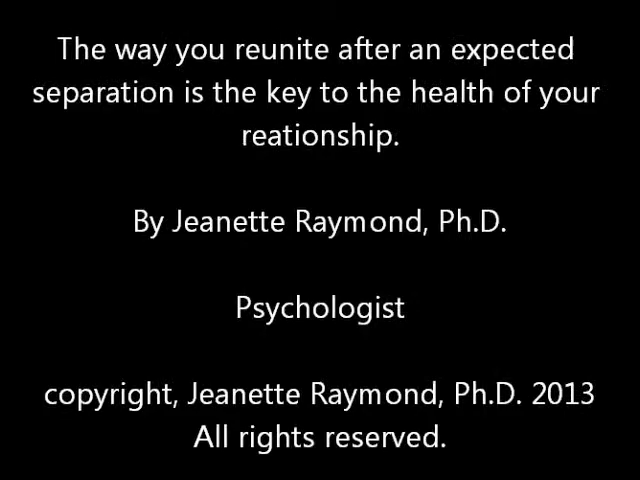 The way you reunite after an expected
separation is the key to the health of your
reationship.
By Jeanette Raymond, Ph.D.
Psychologist
copyright, Jeanette Raymond, Ph.D. 2013
All rights reserved.